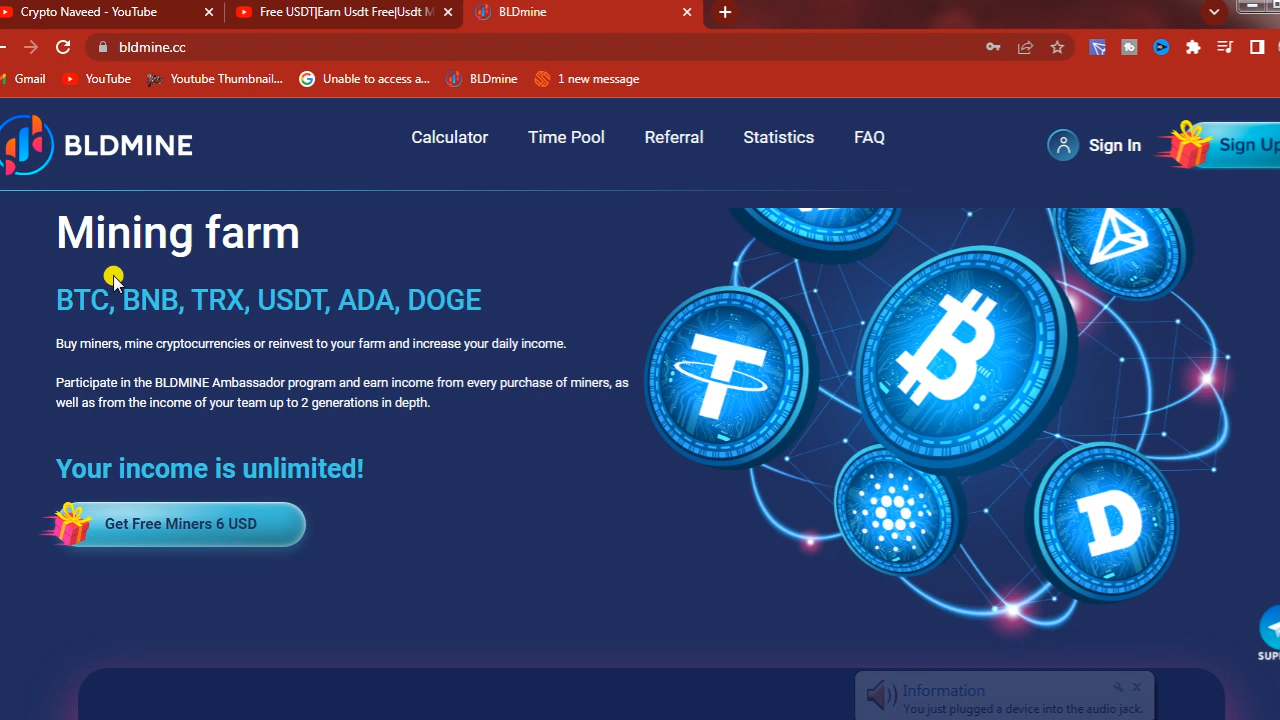 Crypto Naveed - YouTube
Free USDT|Earn Usdt Free|Usdt M
BLDmine
bldmine.cc
Gmail
YouTube
Youtube Thumbnail...
Unable to access a...
BLDmine
1 new message
BLDMINE
Calculator
Time Pool
Referral
Statistics
FAQ
Sign In
Sign Up
Mining farm
BTC, BNB, TRX, USDT, ADA, DOGE
Buy miners, mine cryptocurrencies or reinvest to your farm and increase your daily income.
Participate in the BLDMINE Ambassador program and earn income from every purchase of miners, as
well as from the income of your team up to 2 generations in depth.
Your income is unlimited!
Get Free Miners 6 USD
SUP
Information
You just plugged a device into the audio jack.